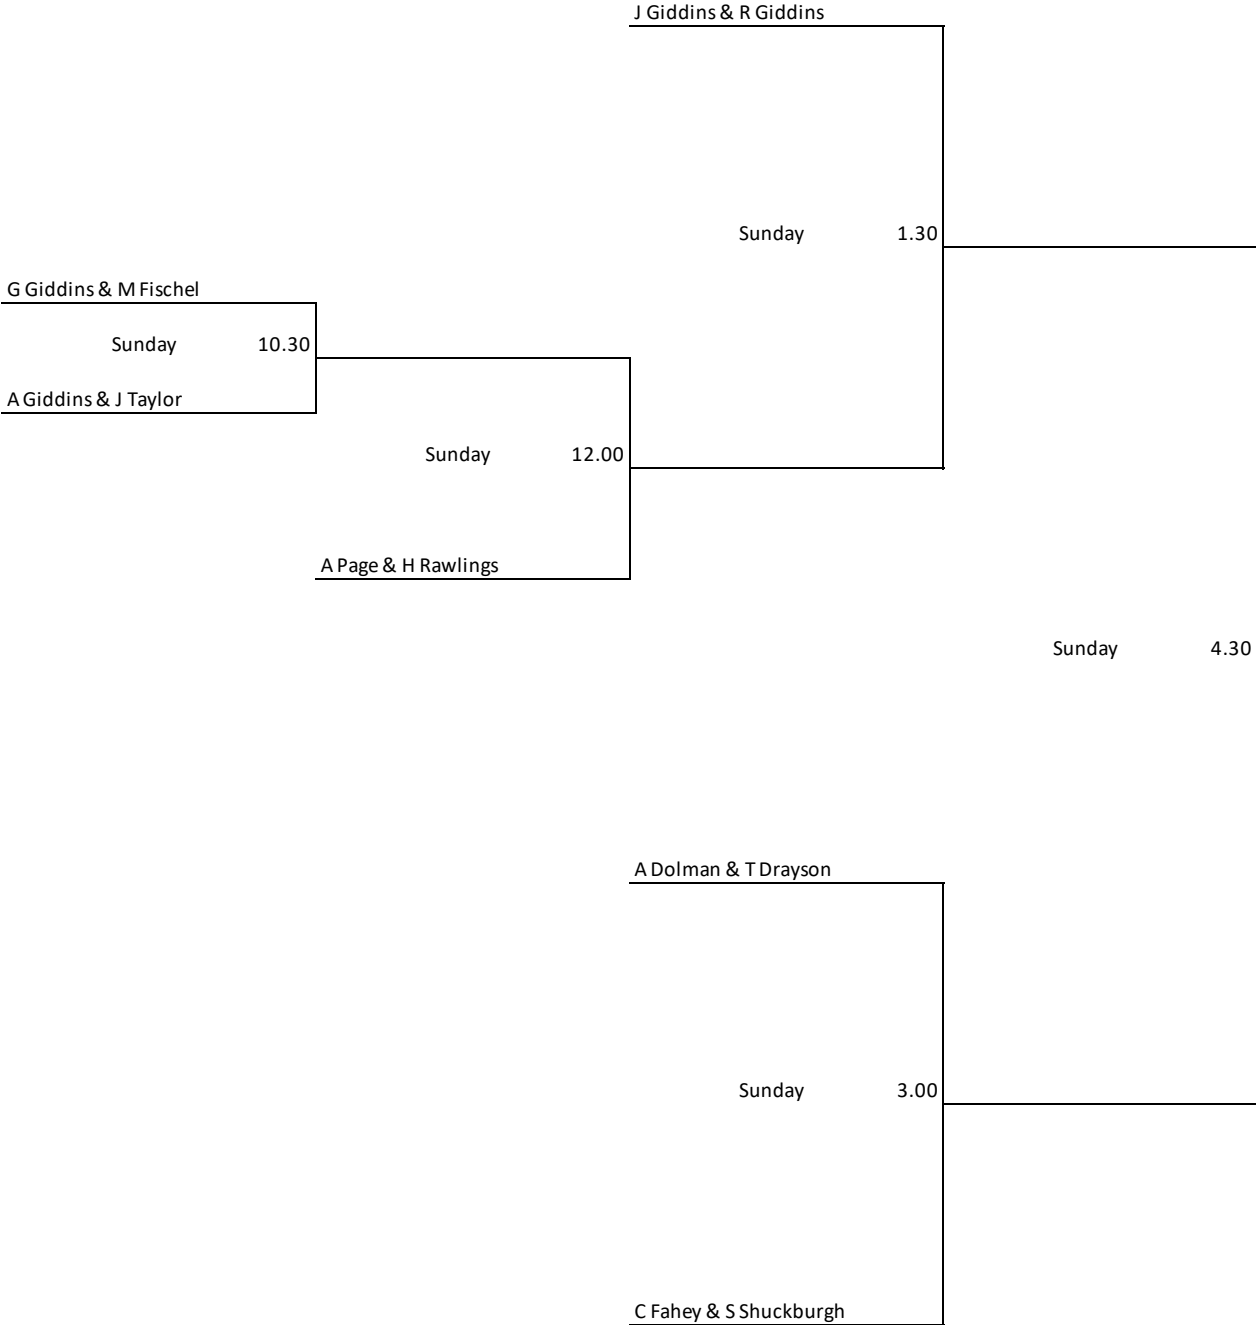 J Giddins & R Giddins
Sunday 1.30
G Giddins & M Fischel
Sunday 10.30
A Giddins & J Taylor
Sunday 12.00
A Page & H Rawlings
Sunday 4.30
A Dolman & T Drayson
Sunday 3.00
C Fahey & S Shuckburgh